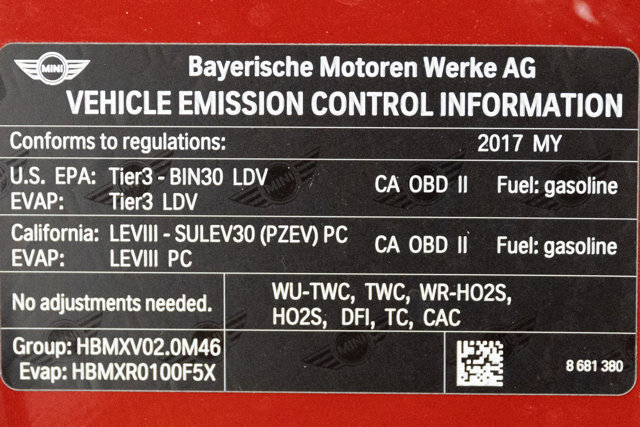 MINI
Bayerische Motoren Werke AG
VEHICLE EMISSION CONTROL INFORMATION
Conforms to regulations: 2017 MY
U.S. EPA: Tier3 - BIN30 LDV CA OBD II Fuel: gasoline
EVAP: Tier3 LDV
California: LEVIII - SULEV30 (PZEV) PC CA OBD II Fuel: gasoline
EVAP: LEVIII PC
No adjustments needed.
WU-TWC, TWC, WR-HO2S,
HO2S, DFI, TC, CAC
Group: HBMXV02.0M46
Evap: HBMXR0100F5X
8 681 380